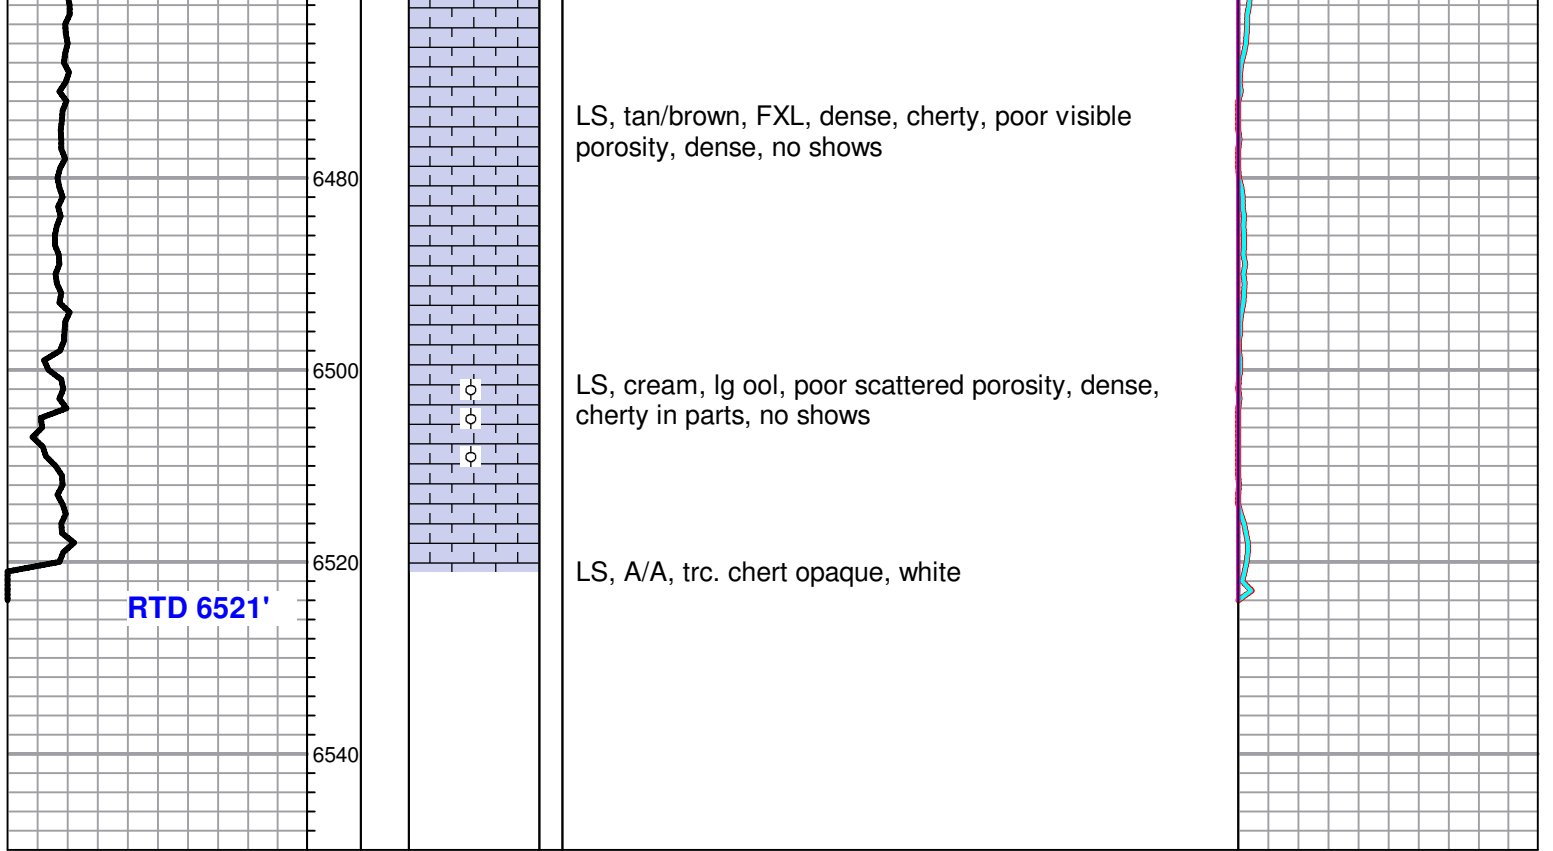 LS, tan/brown, FXL, dense, cherty, poor visible
porosity, dense, no shows
6480
6500
LS, cream, lg ool, poor scattered porosity, dense,
cherty in parts, no shows
6520
LS, A/A, trc. chert opaque, white
RTD 6521'
6540